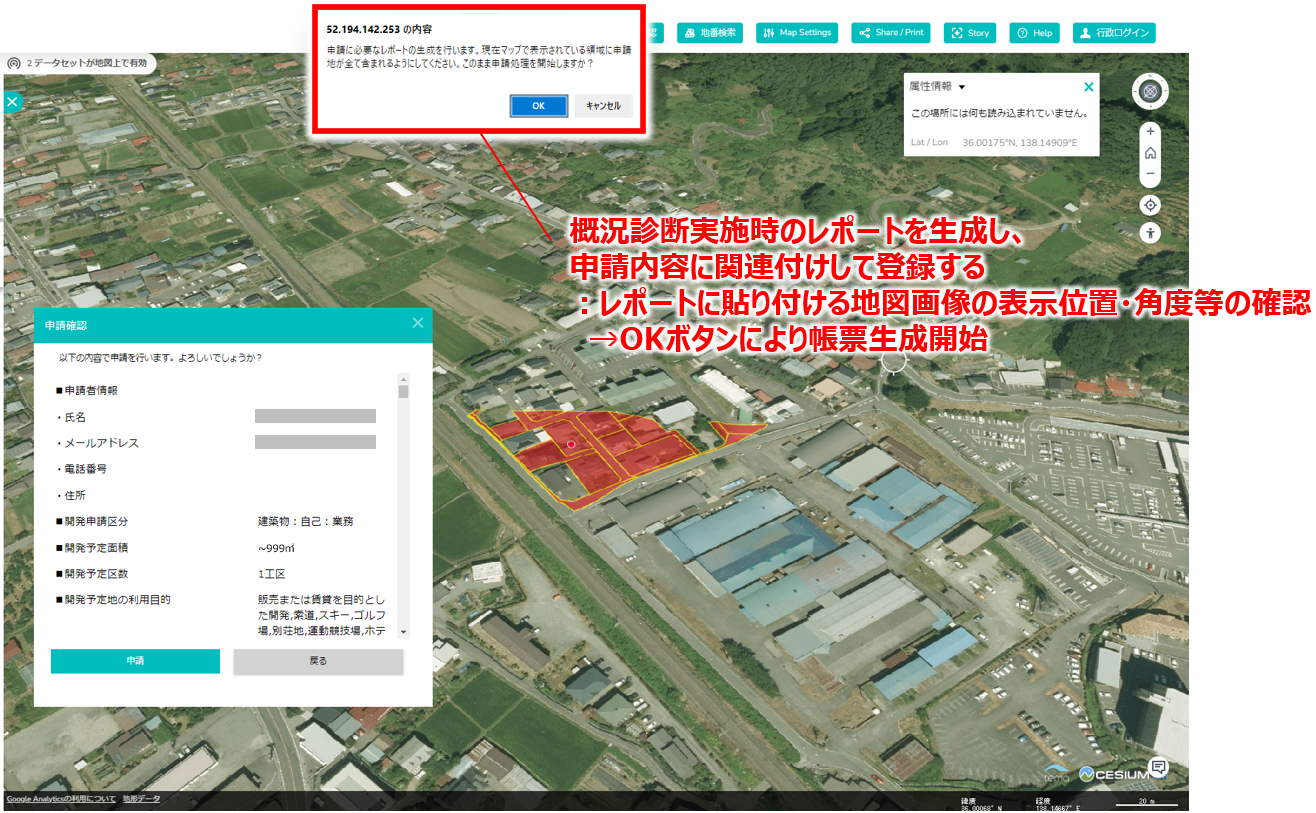 52.194.142.253 の内容
申請に必要なレポートの生成を行います。現在マップで表示されている領域に申請
地が全て含まれるようにしてください。このまま申請処理を開始しますか？
OK
キャンセル
地番検索
Map Settings
Share / Print
Story
Help
行政ログイン
2 データセットが地図上で有効
属性情報
この場所には何も読み込まれていません。
Lat / Lon 36.00175°N, 138.14909°E
概況診断実施時のレポートを生成し、
申請内容に関連付けして登録する
：レポートに貼り付ける地図画像の表示位置・角度等の確認
→OKボタンにより帳票生成開始
申請確認
以下の内容で申請を行います。よろしいでしょうか？
■申請者情報
・氏名
・メールアドレス
・電話番号
・住所
■開発申請区分 建築物：自己：業務
■開発予定面積 ~999㎡
■開発予定区数 1工区
■開発予定地の利用目的 販売または賃貸を目的とし
た開発,索道,スキー,ゴルフ
場,別荘地,運動競技場,ホテ
申請
戻る
terria
CESIUM
Google Analyticsの利用について 地形データ
緯度
36.00068° N
経度
138.14667° E
20 m